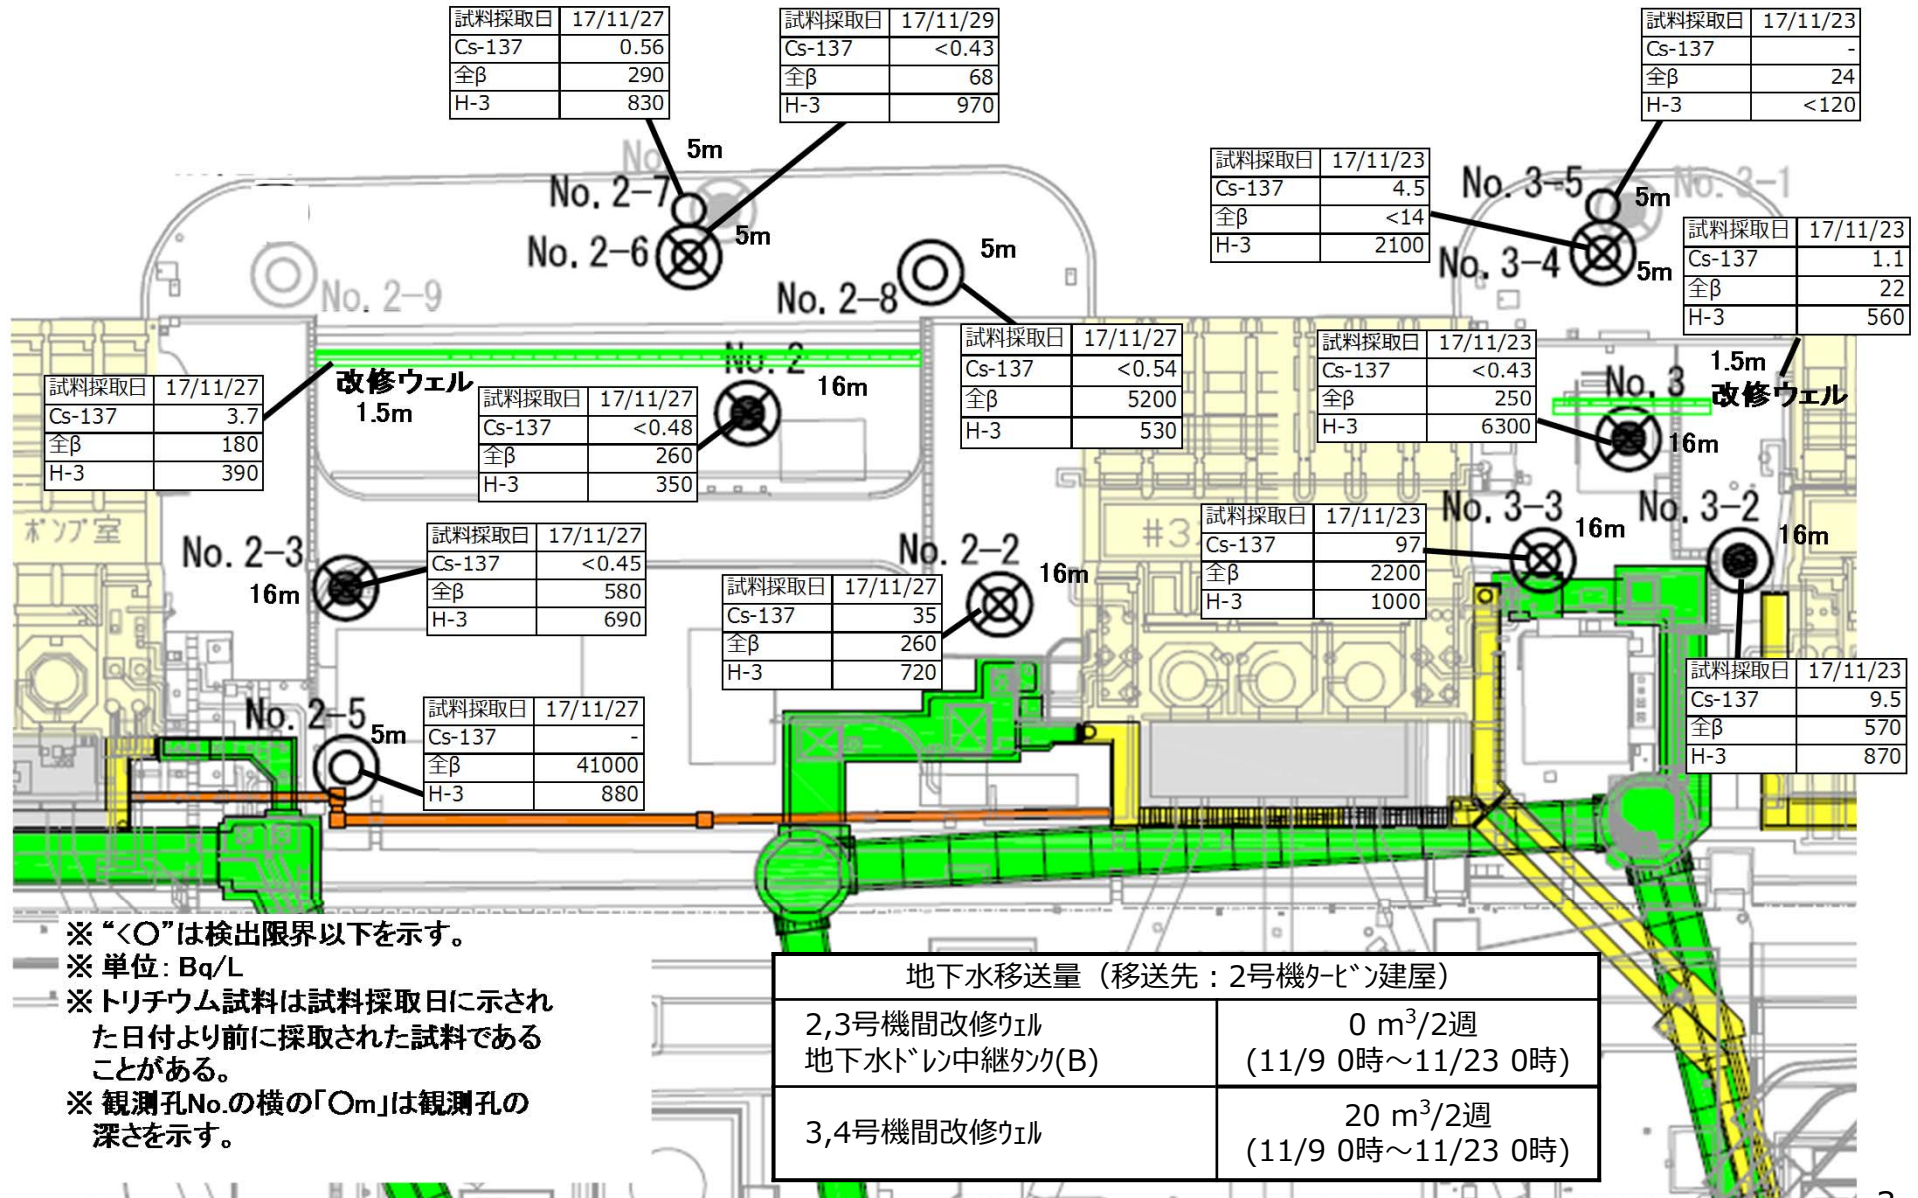 試料採取日 17/11/27
Cs-137 0.56
全β 290
H-3 830
試料採取日 17/11/29
Cs-137 <0.43
全β 68
H-3 970
試料採取日 17/11/23
Cs-137 -
全β 24
H-3 <120
No 5m
No. 2-7
No. 2-6 5m
No. 2-9
No. 2-8 5m
試料採取日 17/11/23
Cs-137 4.5
全β <14
H-3 2100
No. 3-5 5m
No. 3-1
No. 3-4 5m
試料採取日 17/11/23
Cs-137 1.1
全β 22
H-3 560
1.5m
改修ウェル
試料採取日 17/11/27
Cs-137 3.7
全β 180
H-3 390
改修ウェル
1.5m
No. 2 16m
試料採取日 17/11/27
Cs-137 <0.48
全β 260
H-3 350
試料採取日 17/11/27
Cs-137 <0.54
全β 5200
H-3 530
試料採取日 17/11/23
Cs-137 <0.43
全β 250
H-3 6300
No. 3
16m
ポンプ室
No. 2-3
16m
試料採取日 17/11/27
Cs-137 <0.45
全β 580
H-3 690
No. 2-2
16m
試料採取日 17/11/27
Cs-137 35
全β 260
H-3 720
#3
試料採取日 17/11/23
Cs-137 97
全β 2200
H-3 1000
No. 3-3 16m
No. 3-2
16m
試料採取日 17/11/23
Cs-137 9.5
全β 570
H-3 870
No. 2-5 5m
試料採取日 17/11/27
Cs-137 -
全β 41000
H-3 880
※ “<〇”は検出限界以下を示す。
※ 単位: Bq/L
※ トリチウム試料は試料採取日に示され
た日付より前に採取された試料である
ことがある。
※ 観測孔No.の横の「〇m」は観測孔の
深さを示す。
地下水移送量（移送先：2号機ﾀｰﾋﾞﾝ建屋）
2,3号機間改修ｳｪﾙ
地下水ﾄﾞﾚﾝ中継ﾀﾝｸ(B)
0 m³/2週
(11/9 0時～11/23 0時)
3,4号機間改修ｳｪﾙ
20 m³/2週
(11/9 0時～11/23 0時)